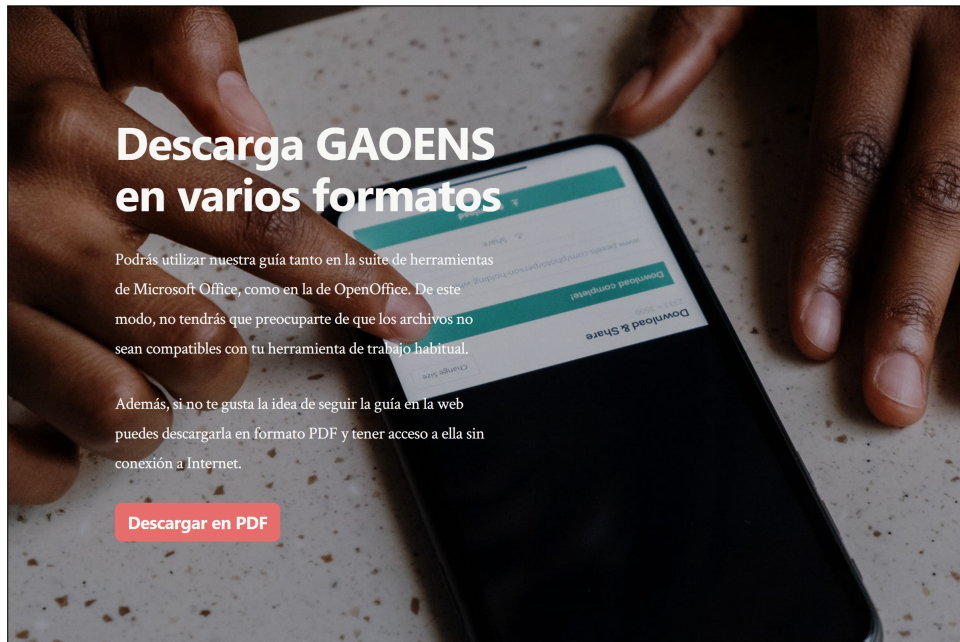 Descarga GAOENS
en varios formatos
Podrás utilizar nuestra guía tanto en la suite de herramientas
de Microsoft Office, como en la de OpenOffice. De este
modo, no tendrás que preocuparte de que los archivos no
sean compatibles con tu herramienta de trabajo habitual.
Además, si no te gusta la idea de seguir la guía en la web
puedes descargarla en formato PDF y tener acceso a ella sin
conexión a Internet.
Descargar en PDF
Download & Share
Download complete!
Share
Change Size